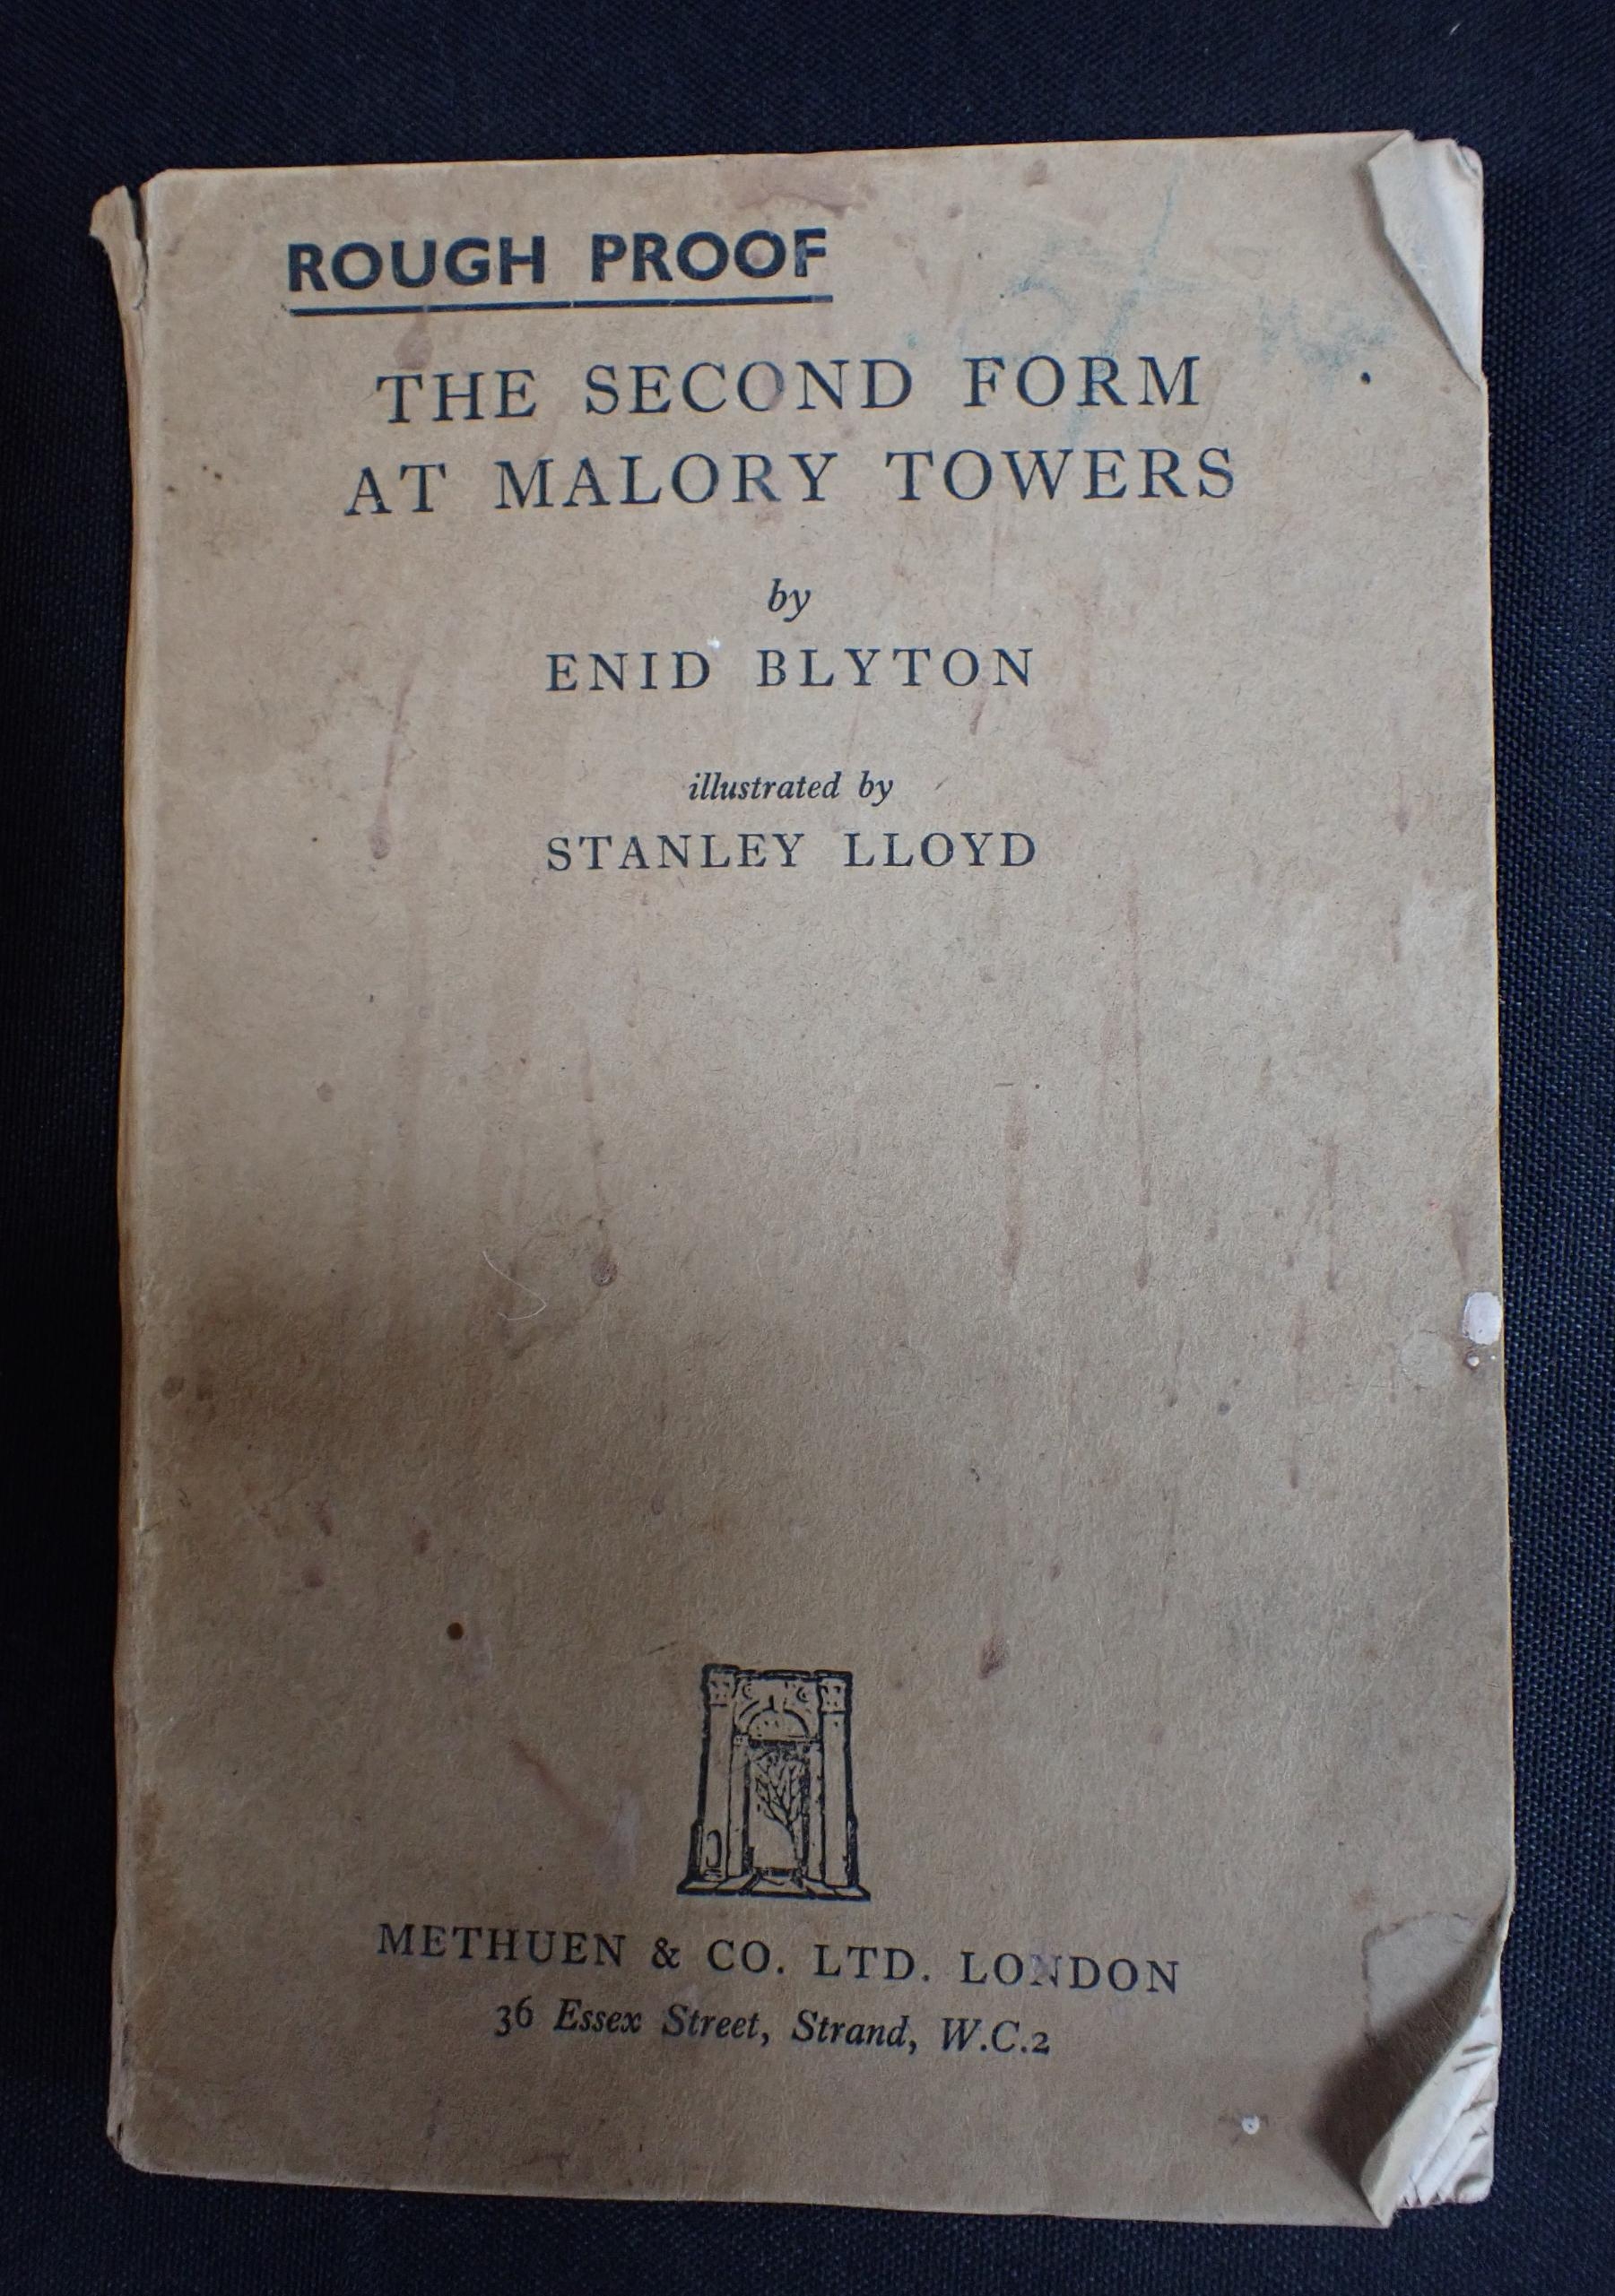 ROUGH PROOF
THE SECOND FORM
AT MALORY TOWERS
by
ENID BLYTON
illustrated by
STANLEY LLOYD
METHUEN & CO. LTD. LONDON
36 Essex Street, Strand, W.C.2